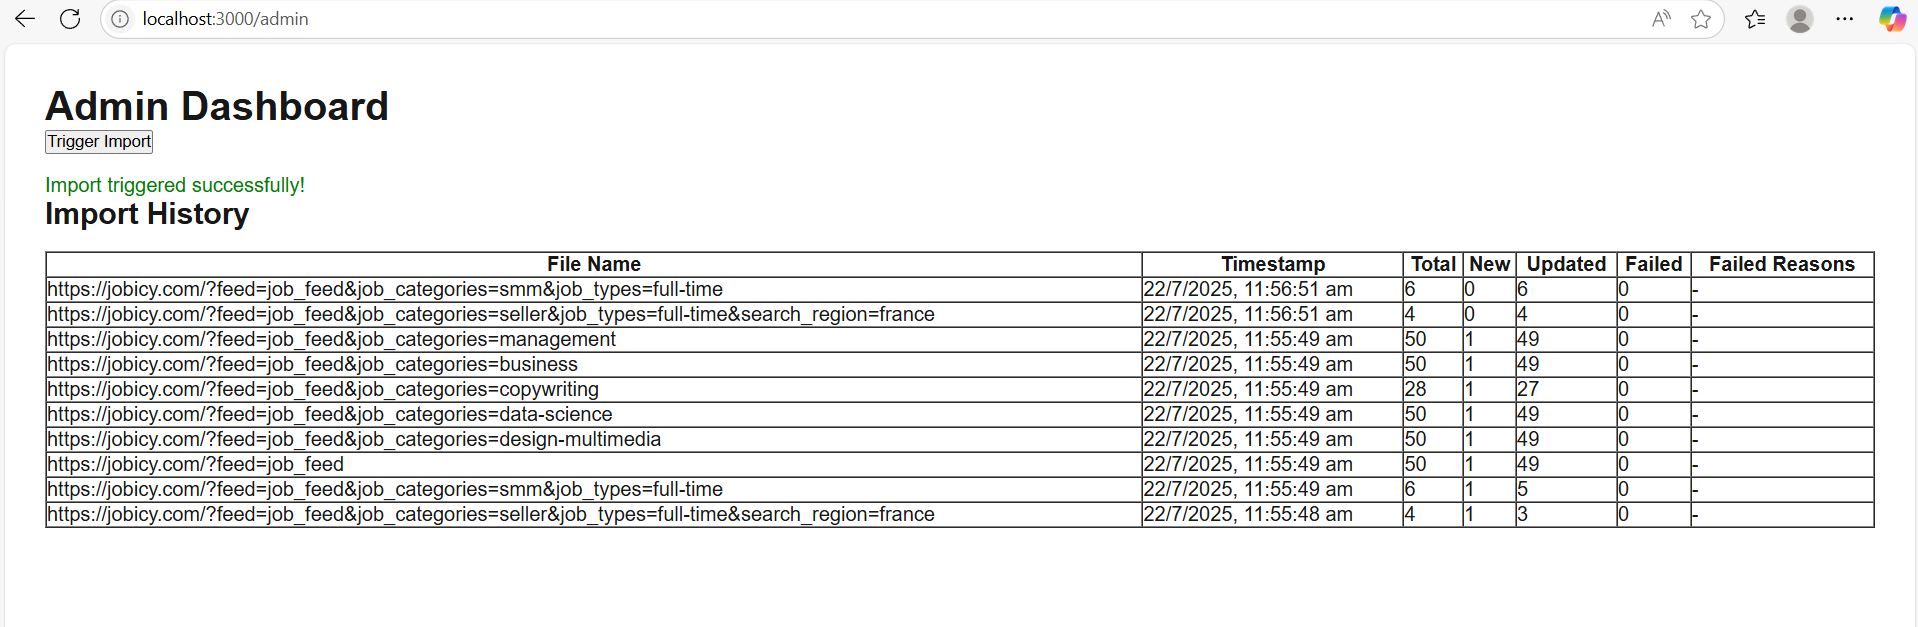 localhost:3000/admin
Admin Dashboard
Trigger Import
Import triggered successfully!
Import History
File Name Timestamp Total New Updated Failed Failed Reasons
https://jobicy.com/?feed=job_feed&job_categories=smm&job_types=full-time 22/7/2025, 11:56:51 am 6 0 6 0 -
https://jobicy.com/?feed=job_feed&job_categories=seller&job_types=full-time&search_region=france 22/7/2025, 11:56:51 am 4 0 4 0 -
https://jobicy.com/?feed=job_feed&job_categories=management 22/7/2025, 11:55:49 am 50 1 49 0 -
https://jobicy.com/?feed=job_feed&job_categories=business 22/7/2025, 11:55:49 am 50 1 49 0 -
https://jobicy.com/?feed=job_feed&job_categories=copywriting 22/7/2025, 11:55:49 am 28 1 27 0 -
https://jobicy.com/?feed=job_feed&job_categories=data-science 22/7/2025, 11:55:49 am 50 1 49 0 -
https://jobicy.com/?feed=job_feed&job_categories=design-multimedia 22/7/2025, 11:55:49 am 50 1 49 0 -
https://jobicy.com/?feed=job_feed 22/7/2025, 11:55:49 am 50 1 49 0 -
https://jobicy.com/?feed=job_feed&job_categories=smm&job_types=full-time 22/7/2025, 11:55:49 am 6 1 5 0 -
https://jobicy.com/?feed=job_feed&job_categories=seller&job_types=full-time&search_region=france 22/7/2025, 11:55:48 am 4 1 3 0 -